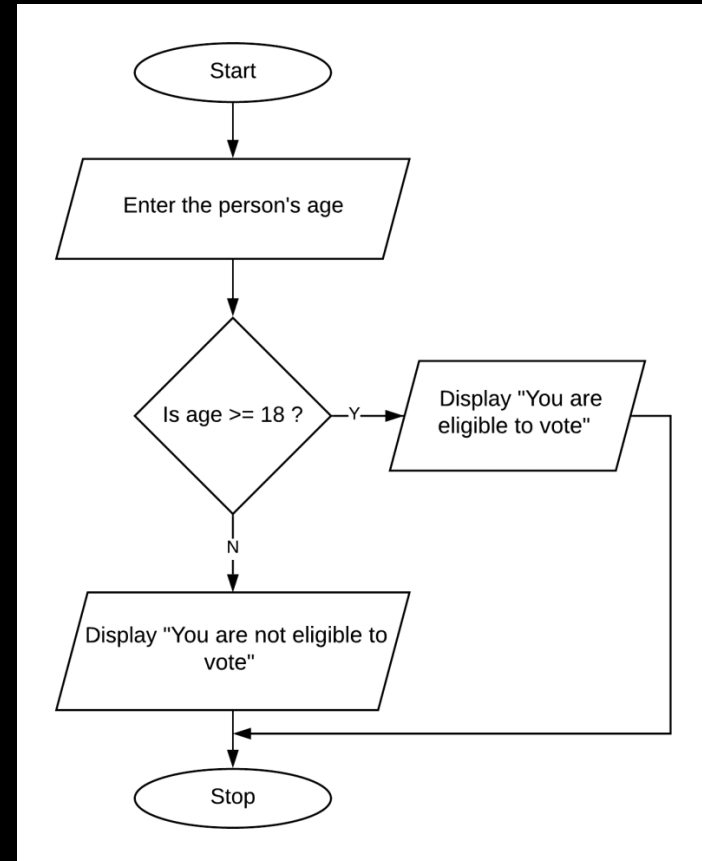 Start
Enter the person's age
Is age >= 18 ?
Y
Display "You are
eligible to vote"
N
Display "You are not eligible to
vote"
Stop